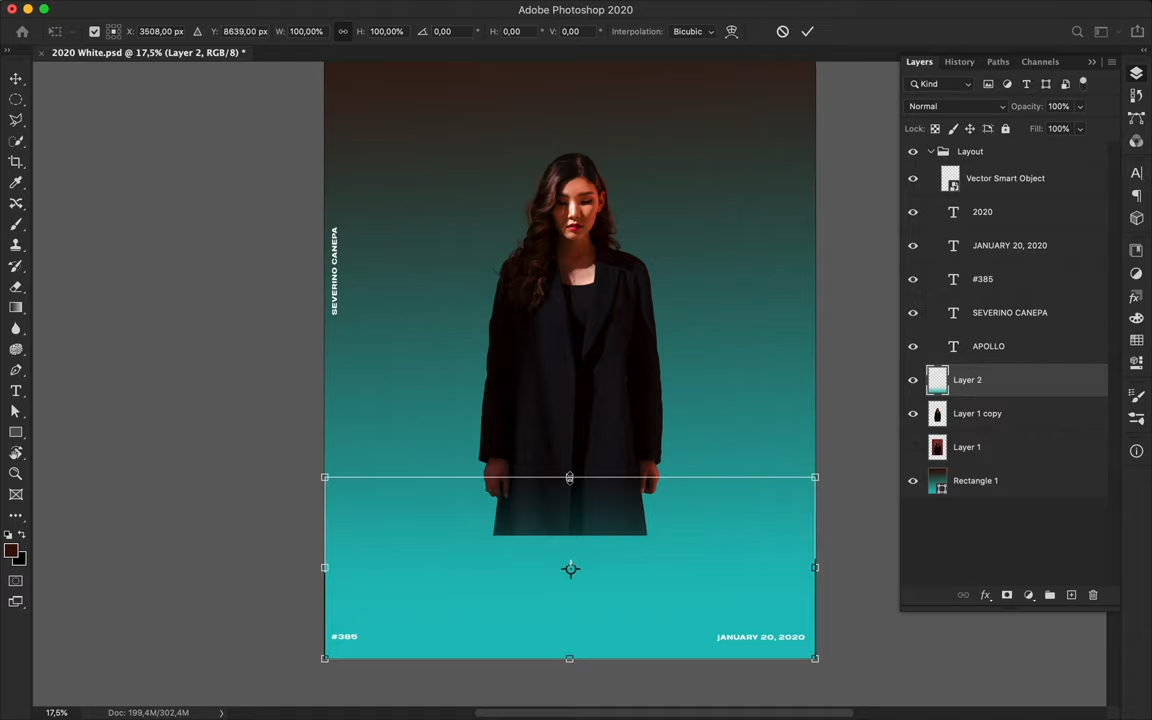 Adobe Photoshop 2020
X: 3508,00 px Y: 8639,00 px W: 100,00% H: 100,00% 0,00 ° H: 0,00 ° V: 0,00 ° Interpolation: Bicubic
2020 White.psd @ 17,5% (Layer 2, RGB/8) *
Layers History Paths Channels
Kind
Normal Opacity: 100%
Lock: Fill: 100%
Layout
Vector Smart Object
2020
JANUARY 20, 2020
#385
SEVERINO CANEPA
APOLLO
Layer 2
Layer 1 copy
Layer 1
Rectangle 1
SEVERINO CANEPA
#385
JANUARY 20, 2020
17,5% Doc: 199,4M/302,4M